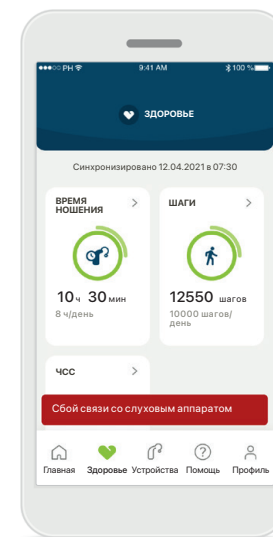 ●●●○○ PH 9:41 AM 100 %
ЗДОРОВЬЕ
Синхронизировано 12.04.2021 в 07:30
ВРЕМЯ
НОШЕНИЯ
10 ч 30 мин
8 ч/день
ШАГИ
12550 шагов
10000 шагов/
день
ЧСС
Сбой связи со слуховым аппаратом
Главная Здоровье Устройства Помощь Профиль